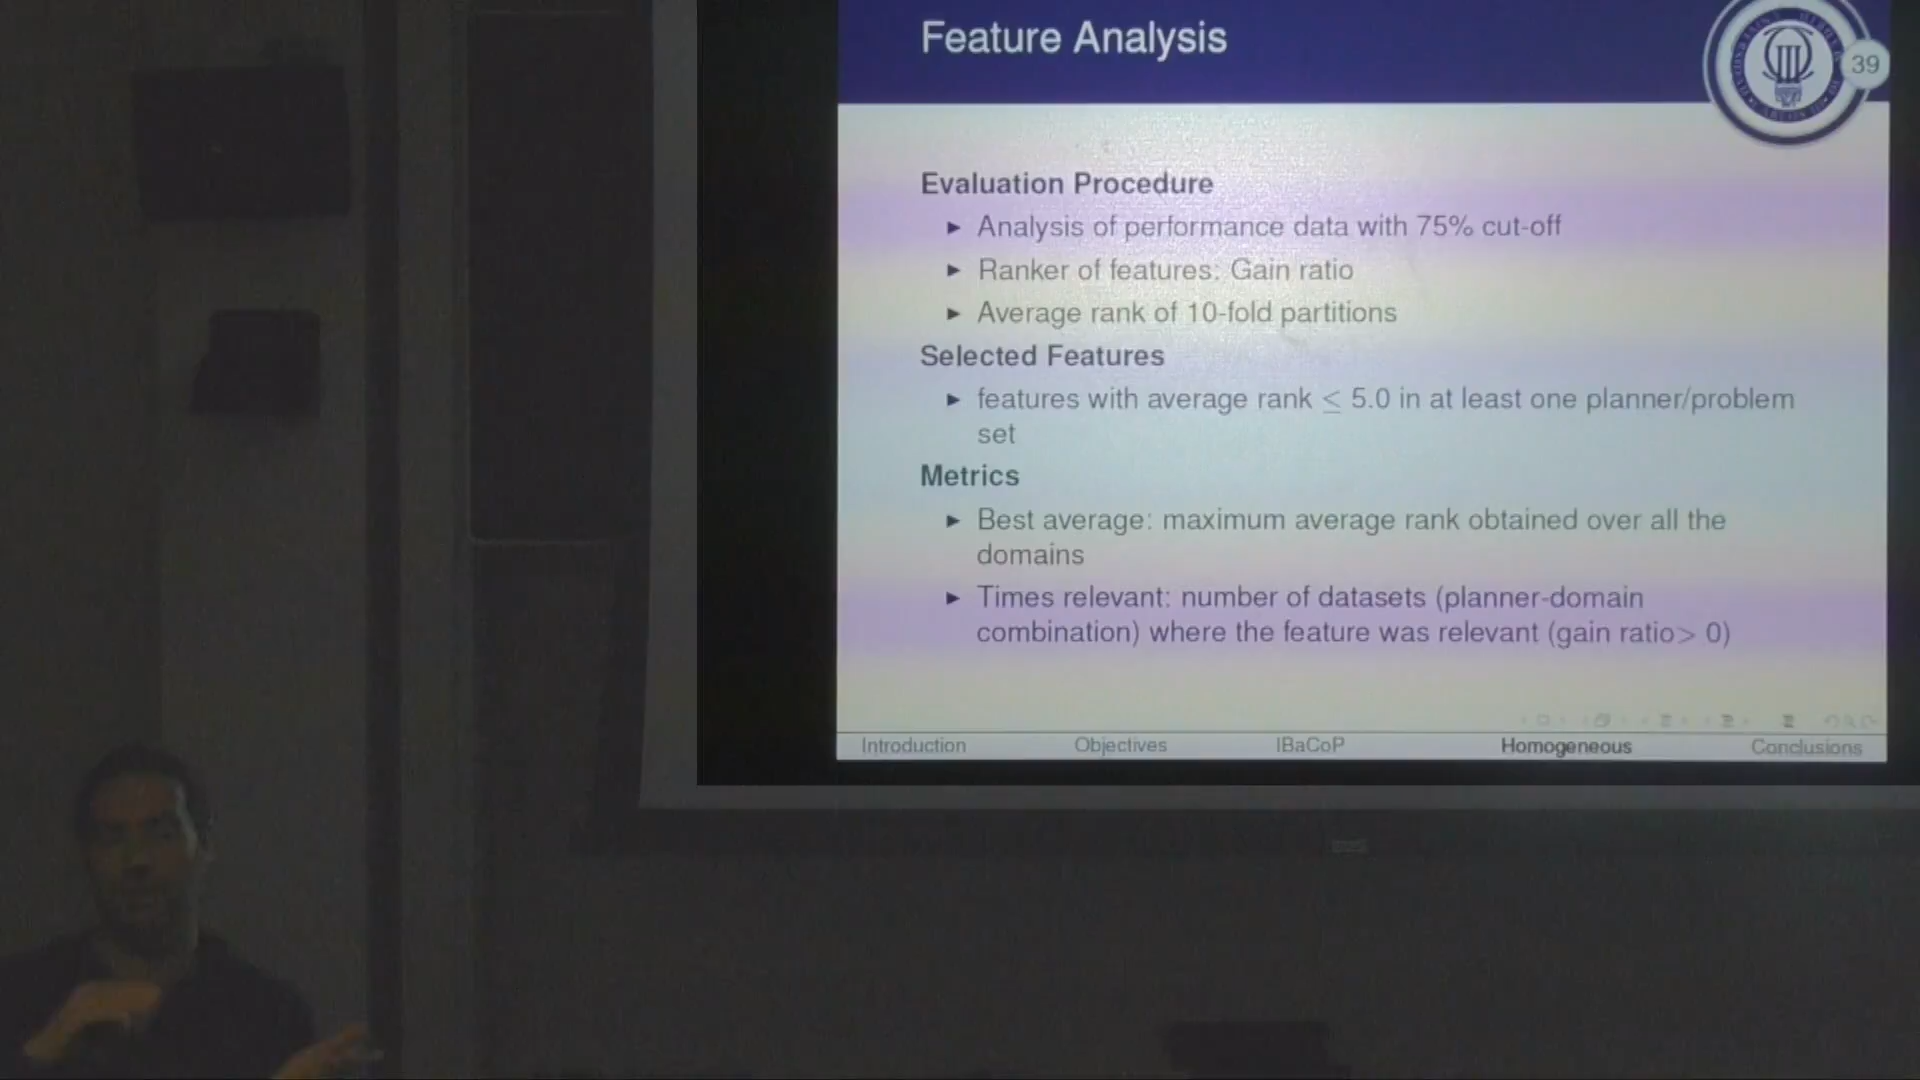 Feature Analysis
39
Evaluation Procedure
► Analysis of performance data with 75% cut-off
► Ranker of features: Gain ratio
► Average rank of 10-fold partitions
Selected Features
► features with average rank ≤ 5.0 in at least one planner/problem
set
Metrics
► Best average: maximum average rank obtained over all the
domains
► Times relevant: number of datasets (planner-domain
combination) where the feature was relevant (gain ratio> 0)
Introduction Objectives IBaCoP Homogeneous Conclusions